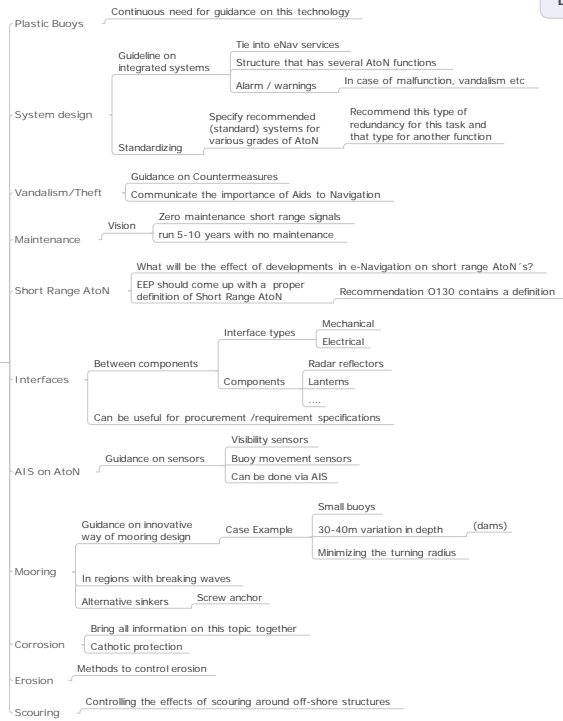 Plastic Buoys
Continuous need for guidance on this technology
System design
Guideline on
integrated systems
Tie into eNav services
Structure that has several AtoN functions
Alarm / warnings
In case of malfunction, vandalism etc
Standardizing
Specify recommended
(standard) systems for
various grades of AtoN
Recommend this type of
redundancy for this task and
that type for another function
Vandalism/Theft
Guidance on Countermeasures
Communicate the importance of Aids to Navigation
Maintenance
Vision
Zero maintenance short range signals
run 5-10 years with no maintenance
Short Range AtoN
What will be the effect of developments in e-Navigation on short range AtoN´s?
EEP should come up with a proper
definition of Short Range AtoN
Recommendation O130 contains a definition
Interfaces
Between components
Interface types
Mechanical
Electrical
Components
Radar reflectors
Lanterns
....
Can be useful for procurement /requirement specifications
AIS on AtoN
Guidance on sensors
Visibility sensors
Buoy movement sensors
Can be done via AIS
Mooring
Guidance on innovative
way of mooring design
Case Example
Small buoys
30-40m variation in depth
(dams)
Minimizing the turning radius
In regions with breaking waves
Alternative sinkers
Screw anchor
Corrosion
Bring all information on this topic together
Cathotic protection
Erosion
Methods to control erosion
Scouring
Controlling the effects of scouring around off-shore structures